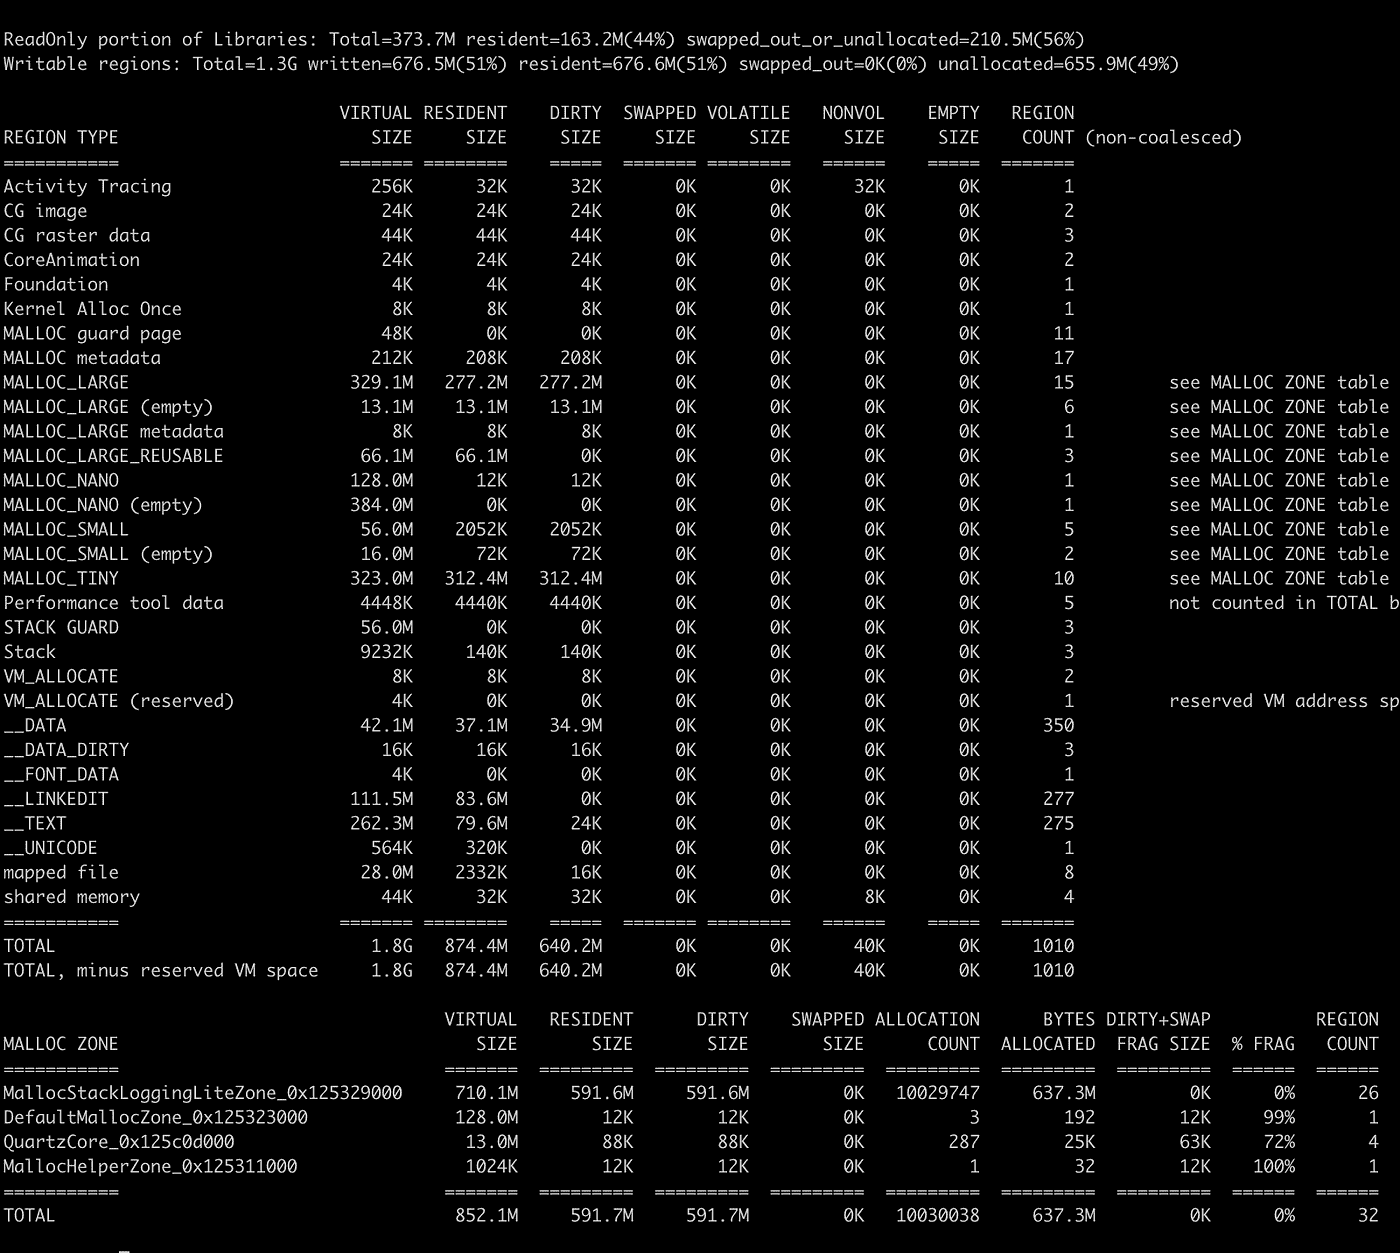 ReadOnly portion of Libraries: Total=373.7M resident=163.2M(44%) swapped_out_or_unallocated=210.5M(56%)
Writable regions: Total=1.3G written=676.5M(51%) resident=676.6M(51%) swapped_out=0K(0%) unallocated=655.9M(49%)
VIRTUAL RESIDENT DIRTY SWAPPED VOLATILE NONVOL EMPTY REGION
REGION TYPE SIZE SIZE SIZE SIZE SIZE SIZE SIZE COUNT (non-coalesced)
=========== ======= ======== ===== ======= ======== ====== ===== =======
Activity Tracing 256K 32K 32K 0K 0K 32K 0K 1
CG image 24K 24K 24K 0K 0K 0K 0K 2
CG raster data 44K 44K 44K 0K 0K 0K 0K 3
CoreAnimation 24K 24K 24K 0K 0K 0K 0K 2
Foundation 4K 4K 4K 0K 0K 0K 0K 1
Kernel Alloc Once 8K 8K 8K 0K 0K 0K 0K 1
MALLOC guard page 48K 0K 0K 0K 0K 0K 0K 11
MALLOC metadata 212K 208K 208K 0K 0K 0K 0K 17
MALLOC_LARGE 329.1M 277.2M 277.2M 0K 0K 0K 0K 15 see MALLOC ZONE table
MALLOC_LARGE (empty) 13.1M 13.1M 13.1M 0K 0K 0K 0K 6 see MALLOC ZONE table
MALLOC_LARGE metadata 8K 8K 8K 0K 0K 0K 0K 1 see MALLOC ZONE table
MALLOC_LARGE_REUSABLE 66.1M 66.1M 0K 0K 0K 0K 0K 3 see MALLOC ZONE table
MALLOC_NANO 128.0M 12K 12K 0K 0K 0K 0K 1 see MALLOC ZONE table
MALLOC_NANO (empty) 384.0M 0K 0K 0K 0K 0K 0K 1 see MALLOC ZONE table
MALLOC_SMALL 56.0M 2052K 2052K 0K 0K 0K 0K 5 see MALLOC ZONE table
MALLOC_SMALL (empty) 16.0M 72K 72K 0K 0K 0K 0K 2 see MALLOC ZONE table
MALLOC_TINY 323.0M 312.4M 312.4M 0K 0K 0K 0K 10 see MALLOC ZONE table
Performance tool data 4448K 4440K 4440K 0K 0K 0K 0K 5 not counted in TOTAL b
STACK GUARD 56.0M 0K 0K 0K 0K 0K 0K 3
Stack 9232K 140K 140K 0K 0K 0K 0K 3
VM_ALLOCATE 8K 8K 8K 0K 0K 0K 0K 2
VM_ALLOCATE (reserved) 4K 0K 0K 0K 0K 0K 0K 1 reserved VM address sp
__DATA 42.1M 37.1M 34.9M 0K 0K 0K 0K 350
__DATA_DIRTY 16K 16K 16K 0K 0K 0K 0K 3
__FONT_DATA 4K 0K 0K 0K 0K 0K 0K 1
__LINKEDIT 111.5M 83.6M 0K 0K 0K 0K 0K 277
__TEXT 262.3M 79.6M 24K 0K 0K 0K 0K 275
__UNICODE 564K 320K 0K 0K 0K 0K 0K 1
mapped file 28.0M 2332K 16K 0K 0K 0K 0K 8
shared memory 44K 32K 32K 0K 0K 8K 0K 4
=========== ======= ======== ===== ======= ======== ====== ===== =======
TOTAL 1.8G 874.4M 640.2M 0K 0K 40K 0K 1010
TOTAL, minus reserved VM space 1.8G 874.4M 640.2M 0K 0K 40K 0K 1010
VIRTUAL RESIDENT DIRTY SWAPPED ALLOCATION BYTES DIRTY+SWAP REGION
MALLOC ZONE SIZE SIZE SIZE SIZE COUNT ALLOCATED FRAG SIZE % FRAG COUNT
=========== ======= ========= ========= ========= ========= ========= ========= ====== ======
MallocStackLoggingLiteZone_0x125329000 710.1M 591.6M 591.6M 0K 10029747 637.3M 0K 0% 26
DefaultMallocZone_0x125323000 128.0M 12K 12K 0K 3 192 12K 99% 1
QuartzCore_0x125c0d000 13.0M 88K 88K 0K 287 25K 63K 72% 4
MallocHelperZone_0x125311000 1024K 12K 12K 0K 1 32 12K 100% 1
=========== ======= ========= ========= ========= ========= ========= ========= ====== ======
TOTAL 852.1M 591.7M 591.7M 0K 10030038 637.3M 0K 0% 32